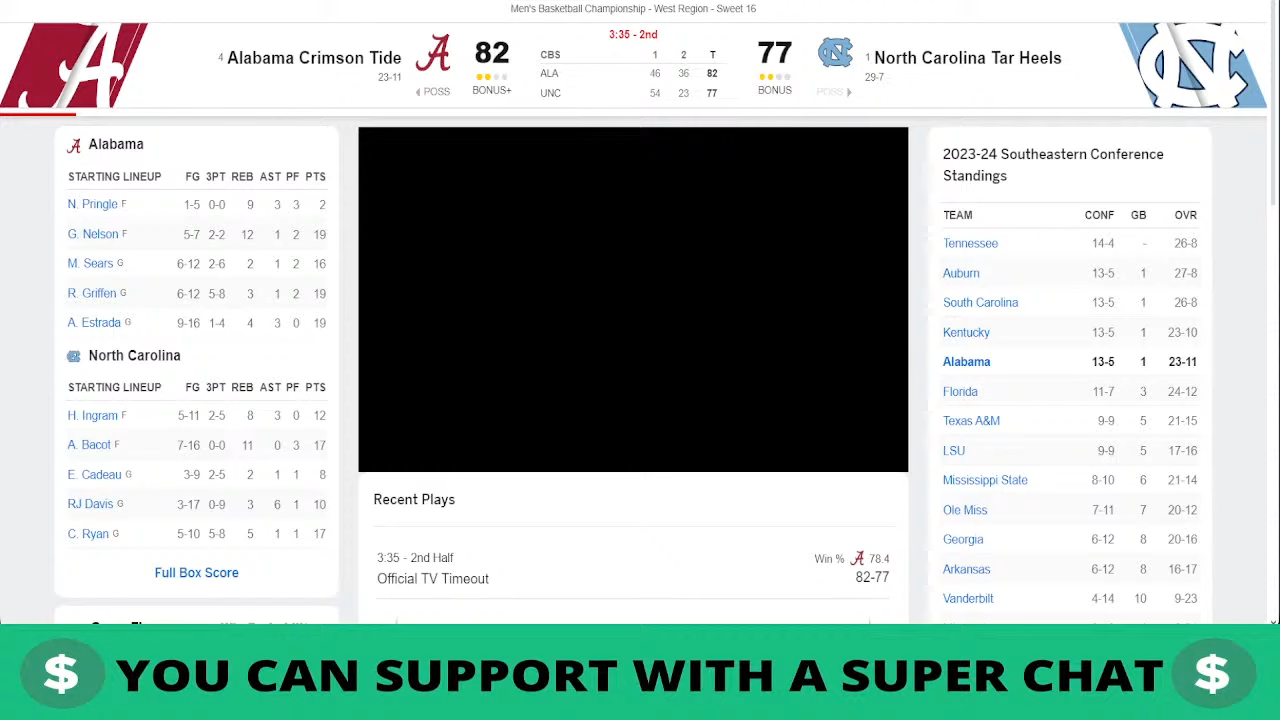 Men's Basketball Championship - West Region - Sweet 16
4 Alabama Crimson Tide
23-11
POSS
82
BONUS+
3:35 - 2nd
CBS 1 2 T
ALA 46 36 82
UNC 54 23 77
77
BONUS
POSS
1 North Carolina Tar Heels
29-7
Alabama
STARTING LINEUP FG 3PT REB AST PF PTS
N. Pringle F 1-5 0-0 9 3 3 2
G. Nelson F 5-7 2-2 12 1 2 19
M. Sears G 6-12 2-6 2 1 2 16
R. Griffen G 6-12 5-8 3 1 2 19
A. Estrada G 9-16 1-4 4 3 0 19
North Carolina
STARTING LINEUP FG 3PT REB AST PF PTS
H. Ingram F 5-11 2-5 8 3 0 12
A. Bacot F 7-16 0-0 11 0 3 17
E. Cadeau G 3-9 2-5 2 1 1 8
RJ Davis G 3-17 0-9 3 6 1 10
C. Ryan G 5-10 5-8 5 1 1 17
Full Box Score
Recent Plays
3:35 - 2nd Half
Official TV Timeout
Win % 78.4
82-77
2023-24 Southeastern Conference
Standings
TEAM CONF GB OVR
Tennessee 14-4 - 26-8
Auburn 13-5 1 27-8
South Carolina 13-5 1 26-8
Kentucky 13-5 1 23-10
Alabama 13-5 1 23-11
Florida 11-7 3 24-12
Texas A&M 9-9 5 21-15
LSU 9-9 5 17-16
Mississippi State 8-10 6 21-14
Ole Miss 7-11 7 20-12
Georgia 6-12 8 20-16
Arkansas 6-12 8 16-17
Vanderbilt 4-14 10 9-23
$ YOU CAN SUPPORT WITH A SUPER CHAT $